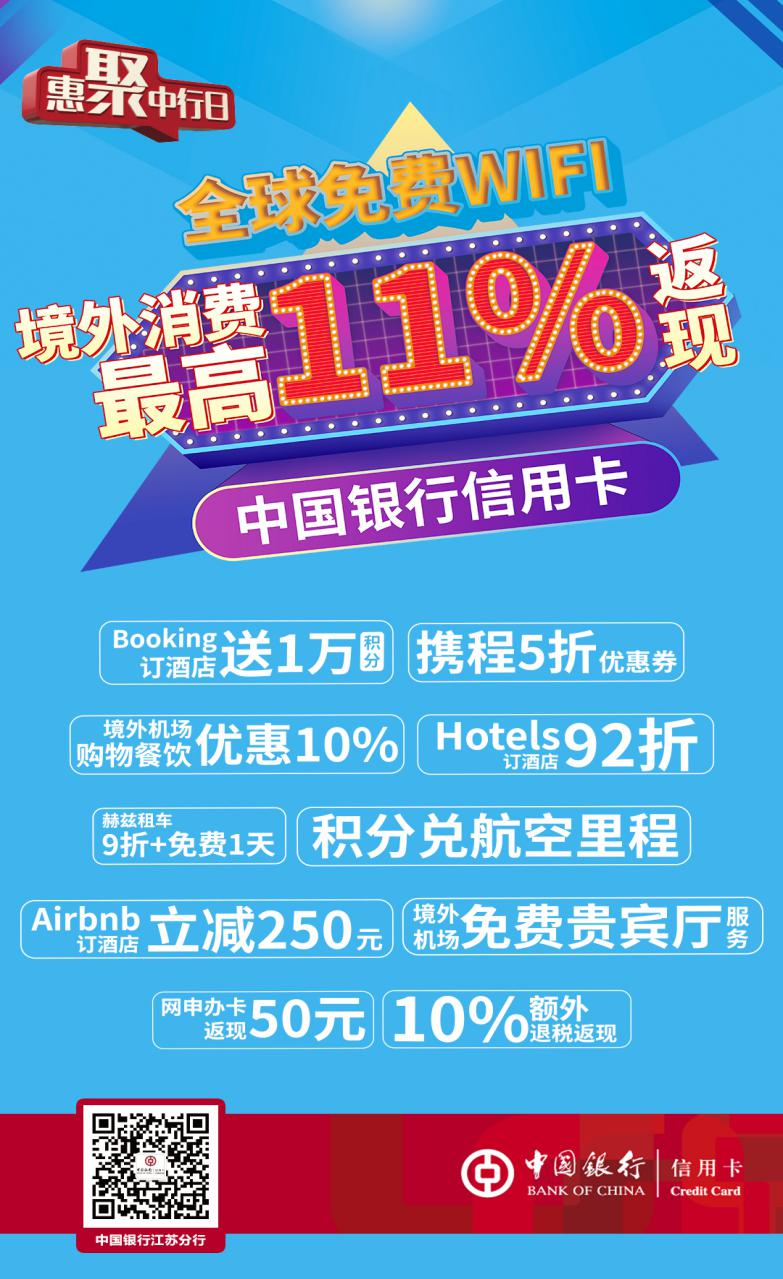 惠聚中行日
全球免费WIFI
境外消费
最高11%返现
中国银行信用卡
Booking
订酒店送1万积分
携程5折优惠券
境外机场
购物餐饮优惠10%
Hotels
订酒店92折
赫兹租车
9折+免费1天
积分兑航空里程
Airbnb
订酒店立减250元
境外
机场免费贵宾厅服务
网申办卡
返现50元
10%额外
退税返现
中国银行
BANK OF CHINA
信用卡
Credit Card
中国银行江苏分行